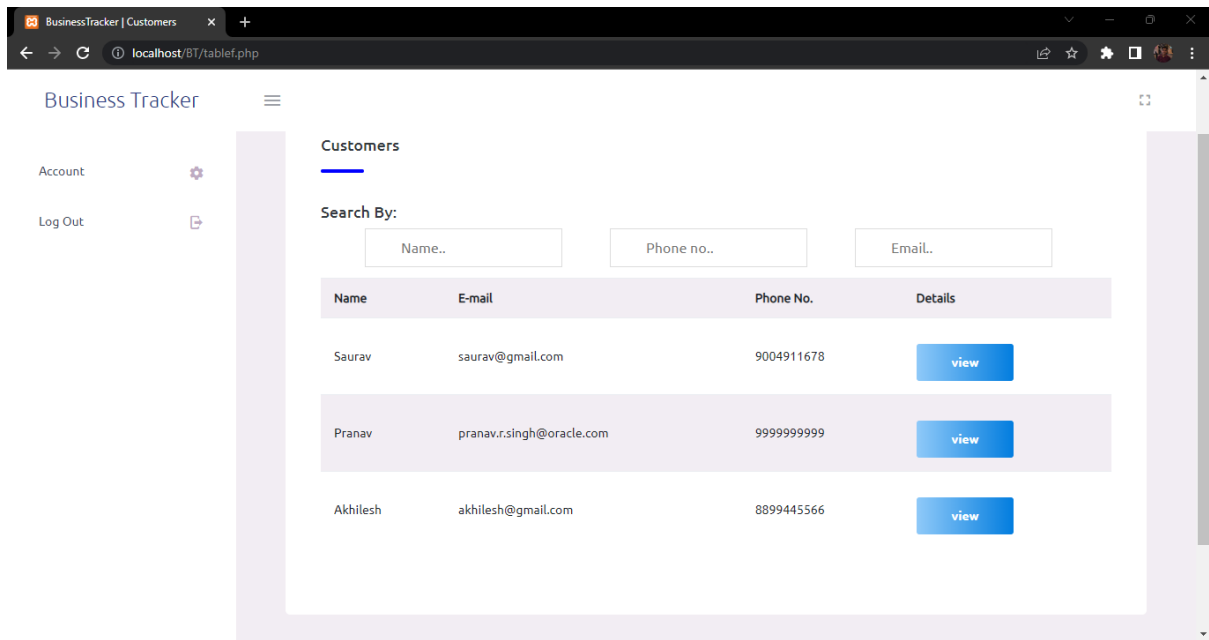 BusinessTracker | Customers
localhost/BT/tablef.php
Business Tracker
Account
Log Out
Customers
Search By:
Name.. Phone no.. Email..
Name E-mail Phone No. Details
Saurav saurav@gmail.com 9004911678 view
Pranav pranav.r.singh@oracle.com 9999999999 view
Akhilesh akhilesh@gmail.com 8899445566 view